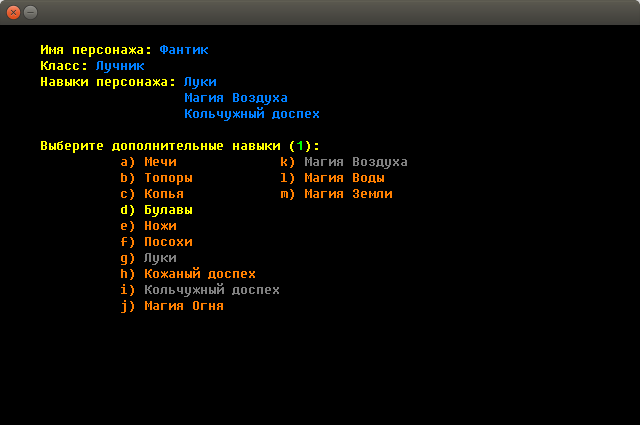 Имя персонажа: Фантик
Класс: Лучник
Навыки персонажа: Луки
Магия Воздуха
Кольчужный доспех
Выберите дополнительные навыки (1):
a) Мечи k) Магия Воздуха
b) Топоры l) Магия Воды
c) Копья m) Магия Земли
d) Булавы
e) Ножи
f) Посохи
g) Луки
h) Кожаный доспех
i) Кольчужный доспех
j) Магия Огня